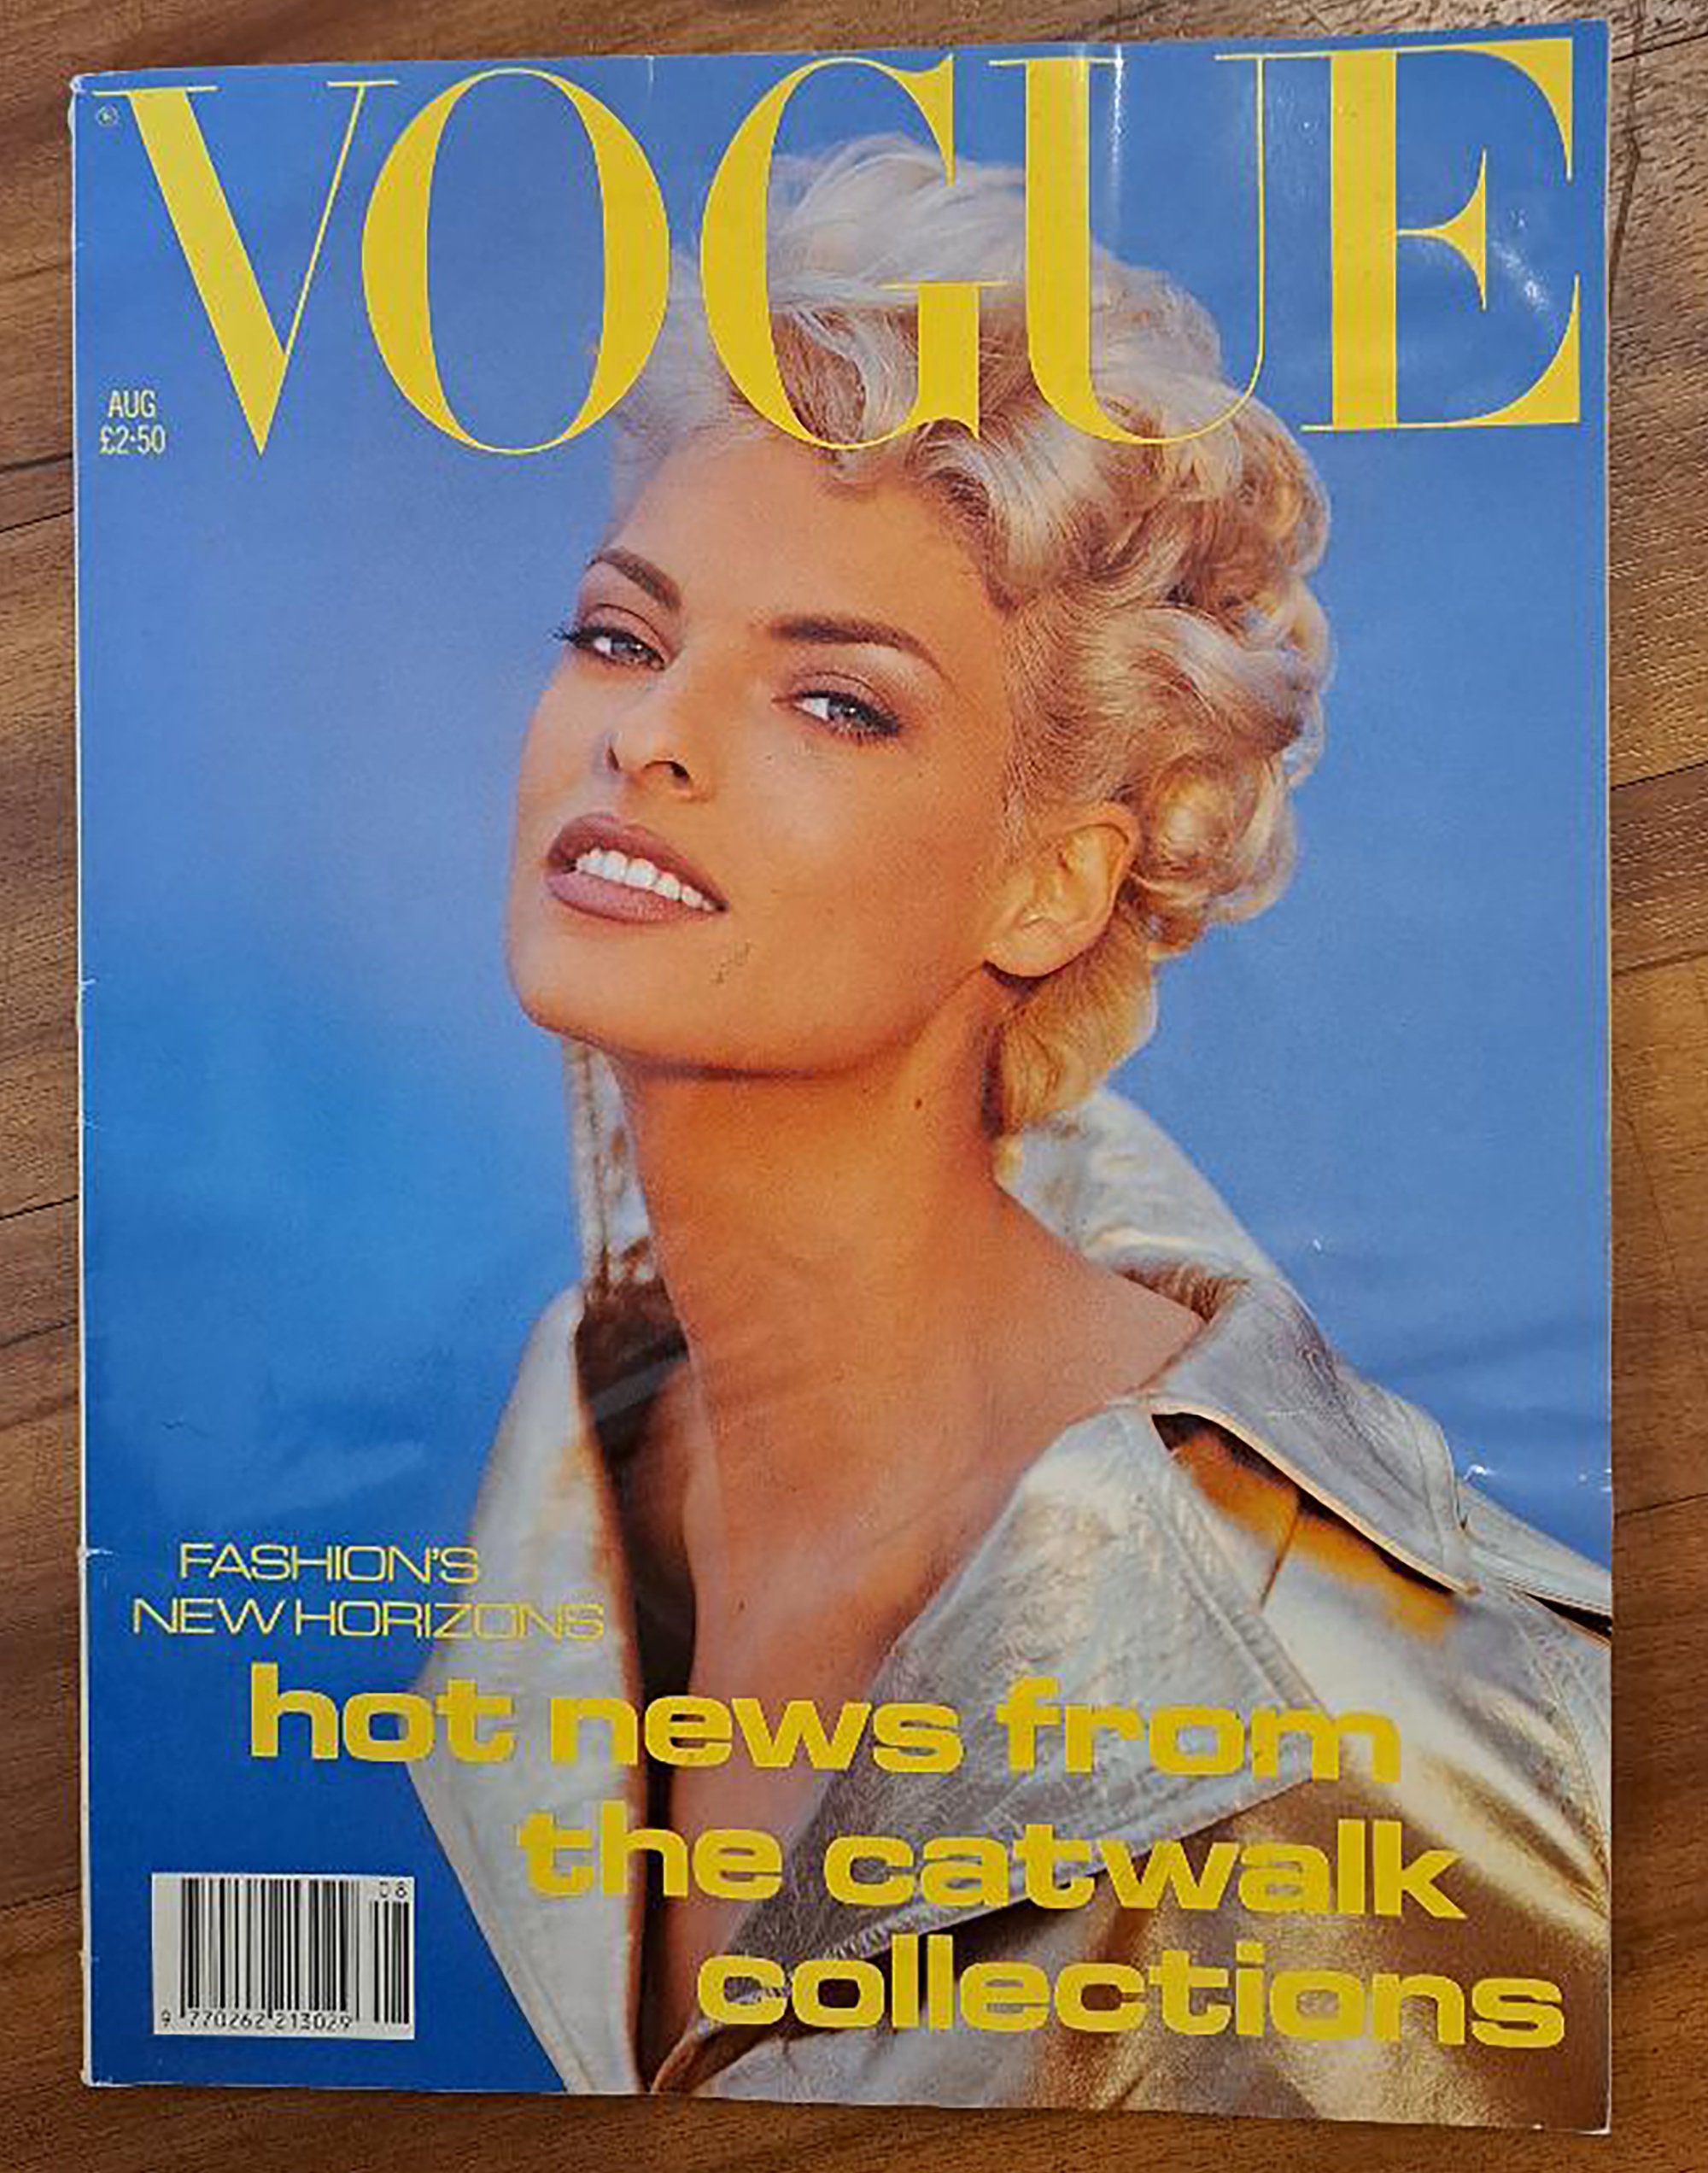 VOGUE
®
AUG
£2·50
FASHION'S
NEW HORIZONS
hot news from
the catwalk
collections
08
9 770262 213029